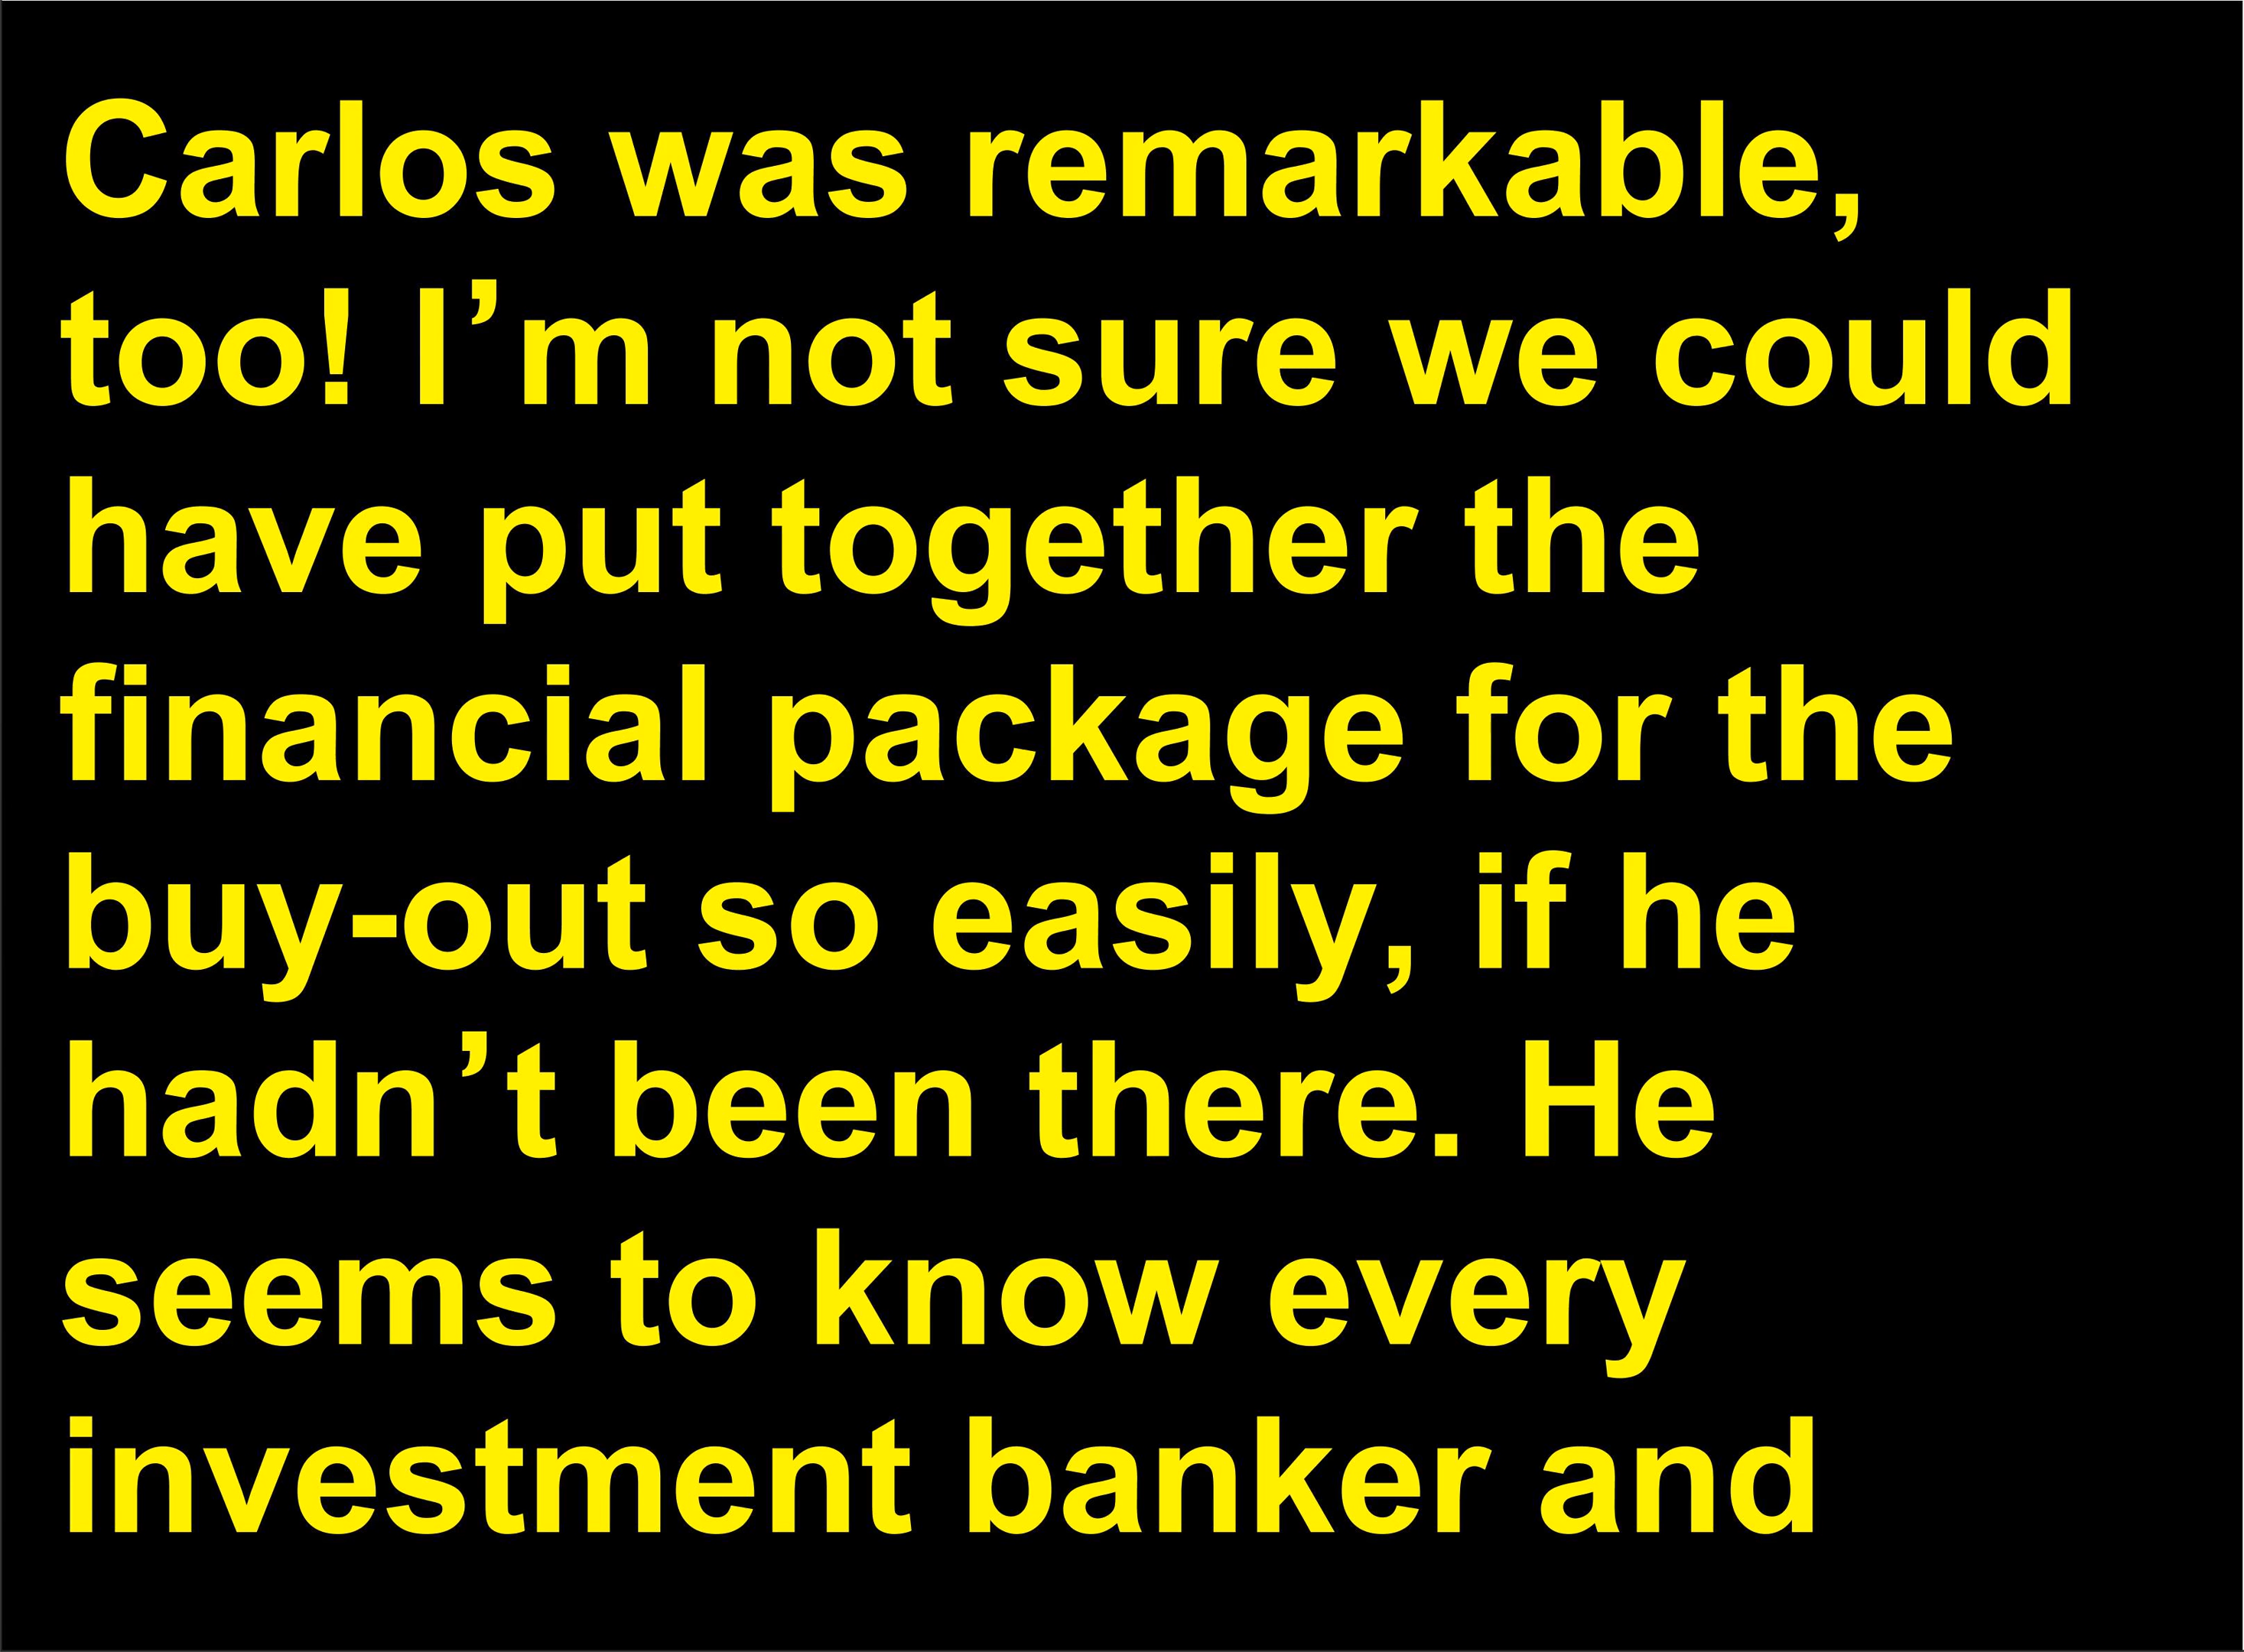 Carlos was remarkable,
too! I’m not sure we could
have put together the
financial package for the
buy-out so easily, if he
hadn’t been there. He
seems to know every
investment banker and